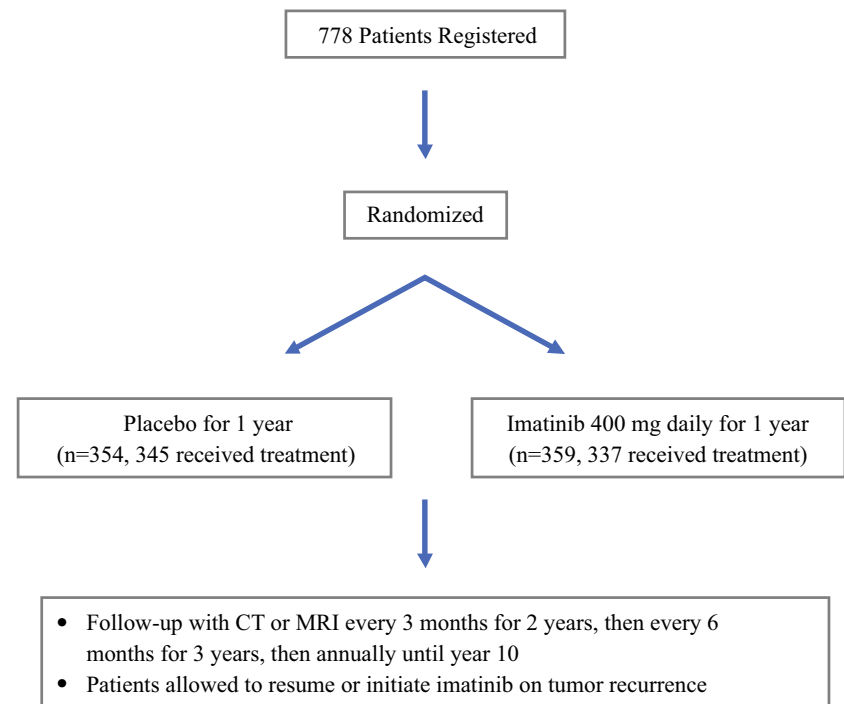 778 Patients Registered
Randomized
Placebo for 1 year
(n=354, 345 received treatment)
Imatinib 400 mg daily for 1 year
(n=359, 337 received treatment)
• Follow-up with CT or MRI every 3 months for 2 years, then every 6
months for 3 years, then annually until year 10
• Patients allowed to resume or initiate imatinib on tumor recurrence